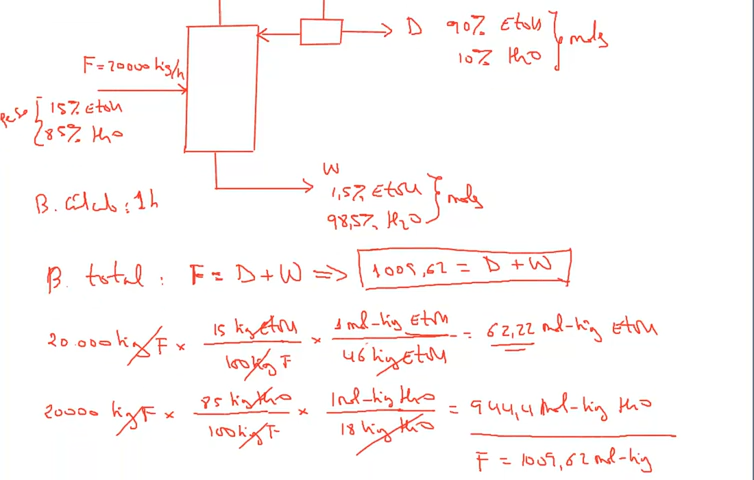 D 90% EtOH
10% H2O } mols
F=20000 kg/h
peso { 15% EtOH
85% H2O
W
1,5% EtOH
98,5% H2O } mols
B. Cálculo: 1h
B. total: F = D + W ⇒ 1009,62 = D + W
20.000 kg F × 15 kg EtOH / 100 kg F × 1 mol-kg EtOH / 46 kg EtOH = 62,22 mol-kg EtOH
20000 kg F × 85 kg H2O / 100 kg F × 1 mol-kg H2O / 18 kg H2O = 944,4 mol-kg H2O
F = 1009,62 mol-kg